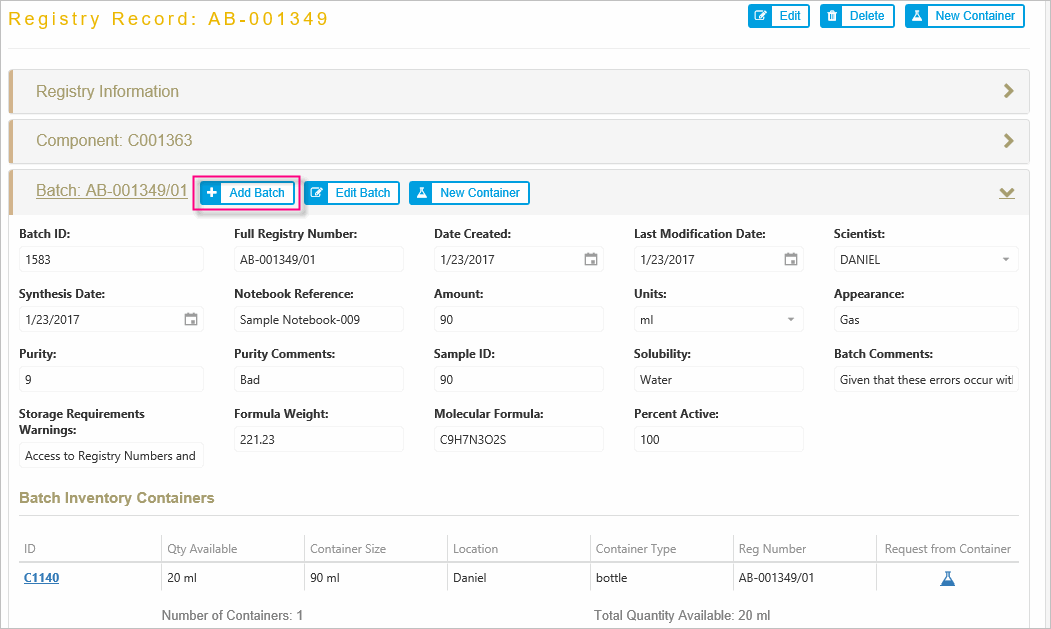 Registry Record: AB-001349
Edit
Delete
New Container
Registry Information
Component: C001363
Batch: AB-001349/01
Add Batch
Edit Batch
New Container
Batch ID:
1583
Full Registry Number:
AB-001349/01
Date Created:
1/23/2017
Last Modification Date:
1/23/2017
Scientist:
DANIEL
Synthesis Date:
1/23/2017
Notebook Reference:
Sample Notebook-009
Amount:
90
Units:
ml
Appearance:
Gas
Purity:
9
Purity Comments:
Bad
Sample ID:
90
Solubility:
Water
Batch Comments:
Given that these errors occur with
Storage Requirements
Warnings:
Access to Registry Numbers and
Formula Weight:
221.23
Molecular Formula:
C9H7N3O2S
Percent Active:
100
Batch Inventory Containers
ID Qty Available Container Size Location Container Type Reg Number Request from Container
C1140 20 ml 90 ml Daniel bottle AB-001349/01
Number of Containers: 1 Total Quantity Available: 20 ml